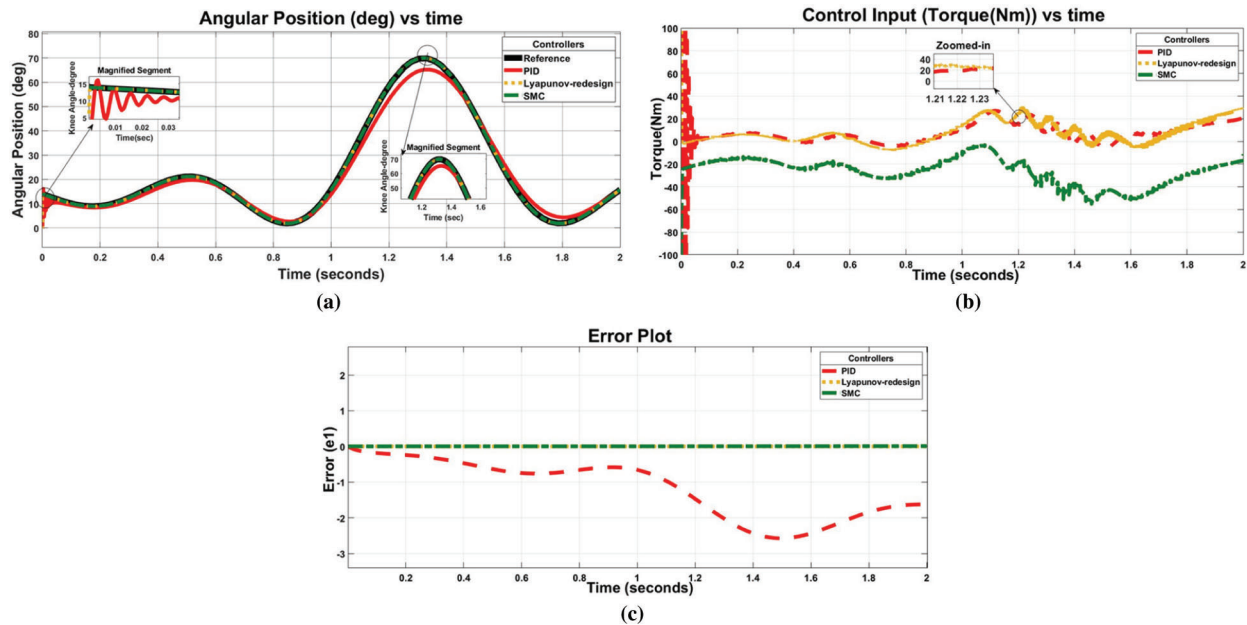 Angular Position (deg) vs time
Angular Position (deg)
80
70
60
50
40
30
20
10
0
Controllers
Reference
PID
Lyapunov-redesign
SMC
Magnified Segment
Knee Angle-degree
15
10
5
0.01 0.02 0.03
Time(sec)
Magnified Segment
Knee Angle-degree
70
60
50
1.2 1.4 1.6
Time (sec)
0 0.2 0.4 0.6 0.8 1 1.2 1.4 1.6 1.8 2
Time (seconds)
(a)
Control Input (Torque(Nm)) vs time
Torque(Nm)
100
80
60
40
20
0
-20
-40
-60
-80
-100
Zoomed-in
40
20
0
1.21 1.22 1.23
Controllers
PID
Lyapunov-redesign
SMC
0 0.2 0.4 0.6 0.8 1 1.2 1.4 1.6 1.8 2
Time (seconds)
(b)
Error Plot
Error (e1)
2
1
0
-1
-2
-3
Controllers
PID
Lyapunov-redesign
SMC
0.2 0.4 0.6 0.8 1 1.2 1.4 1.6 1.8 2
Time (seconds)
(c)